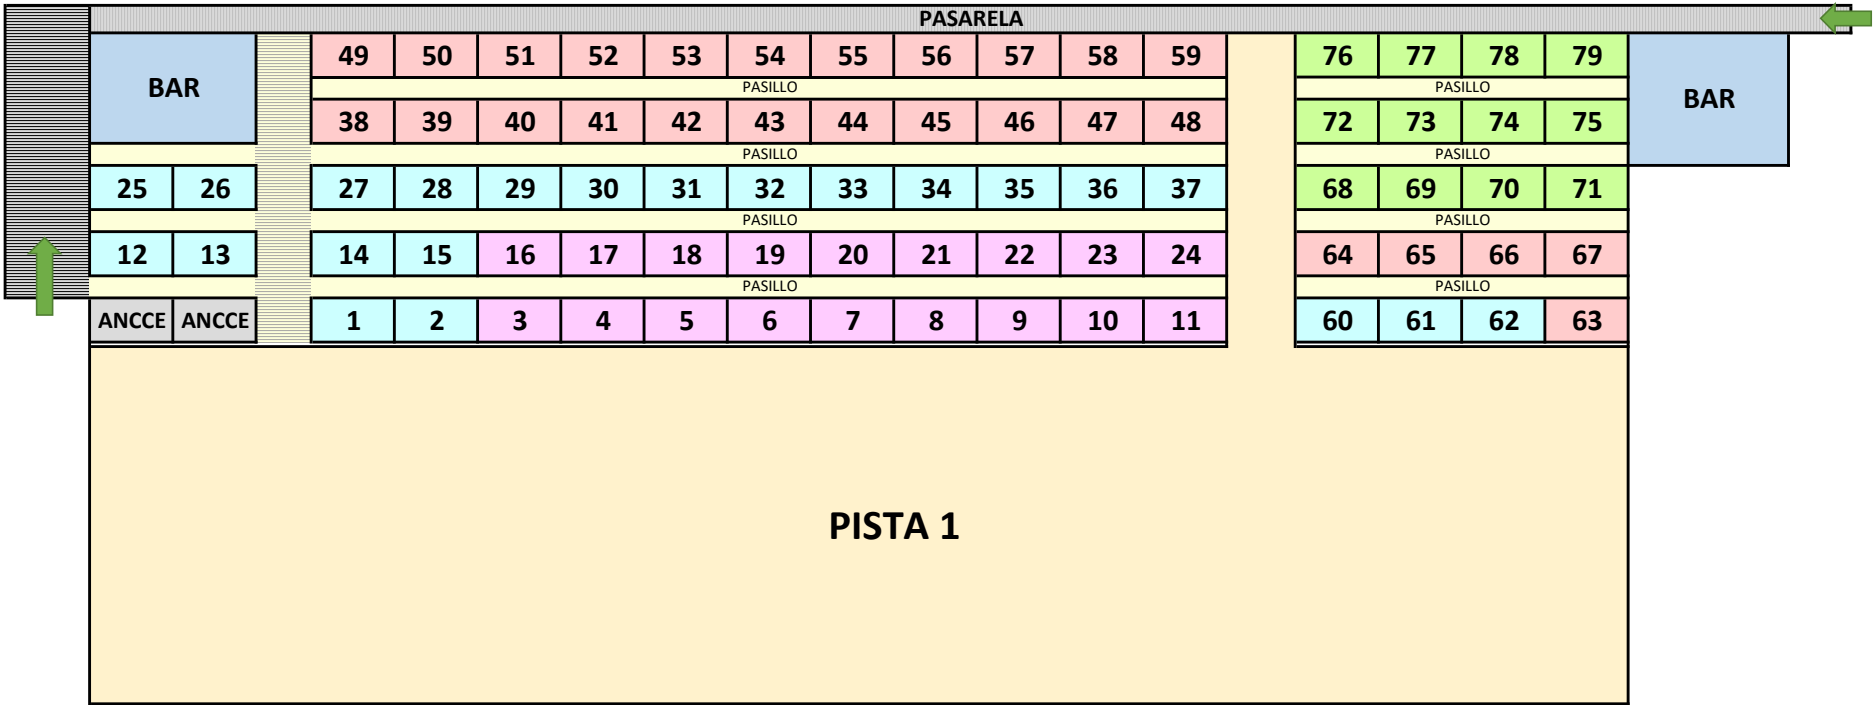 PASARELA
BAR 49 50 51 52 53 54 55 56 57 58 59 76 77 78 79 BAR
PASILLO PASILLO
38 39 40 41 42 43 44 45 46 47 48 72 73 74 75
PASILLO PASILLO
25 26 27 28 29 30 31 32 33 34 35 36 37 68 69 70 71
PASILLO PASILLO
12 13 14 15 16 17 18 19 20 21 22 23 24 64 65 66 67
PASILLO PASILLO
ANCCE ANCCE 1 2 3 4 5 6 7 8 9 10 11 60 61 62 63
PISTA 1